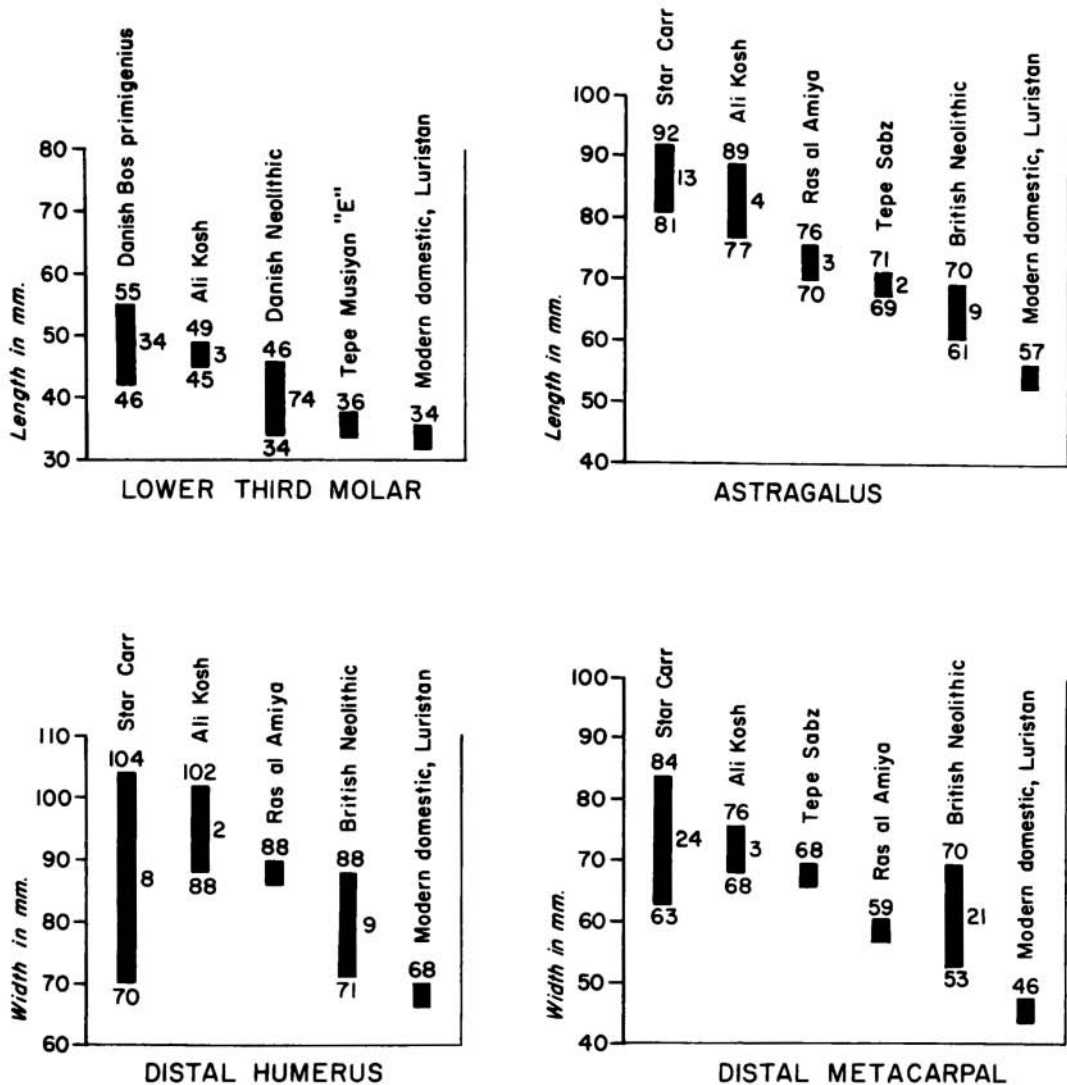 80
70
60
50
40
30
Length in mm.
55 Danish Bos primigenius
34
46
49 Ali Kosh
3
45
46 Danish Neolithic
74
34
36 Tepe Musiyan "E"
34 Modern domestic, Luristan
LOWER THIRD MOLAR
100
90
80
70
60
50
40
Length in mm.
92 Star Carr
13
81
89 Ali Kosh
4
77
76 Ras al Amiya
3
70
71 Tepe Sabz
2
69
70 British Neolithic
9
61
57 Modern domestic, Luristan
ASTRAGALUS
110
100
90
80
70
60
Width in mm.
104 Star Carr
8
70
102 Ali Kosh
2
88
88 Ras al Amiya
88 British Neolithic
9
71
68 Modern domestic, Luristan
DISTAL HUMERUS
100
90
80
70
60
50
40
Width in mm.
84 Star Carr
24
63
76 Ali Kosh
3
68
68 Tepe Sabz
59 Ras al Amiya
70 British Neolithic
21
53
46 Modern domestic, Luristan
DISTAL METACARPAL